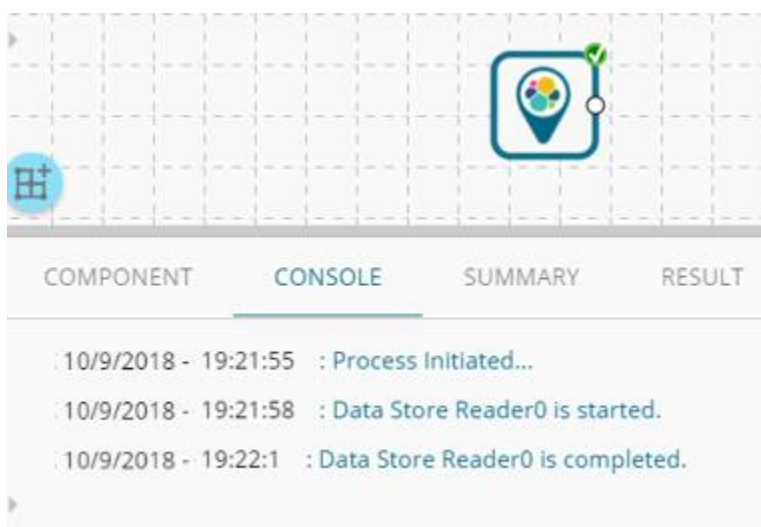 COMPONENT CONSOLE SUMMARY RESULT
10/9/2018 - 19:21:55 : Process Initiated...
10/9/2018 - 19:21:58 : Data Store Reader0 is started.
10/9/2018 - 19:22:1 : Data Store Reader0 is completed.